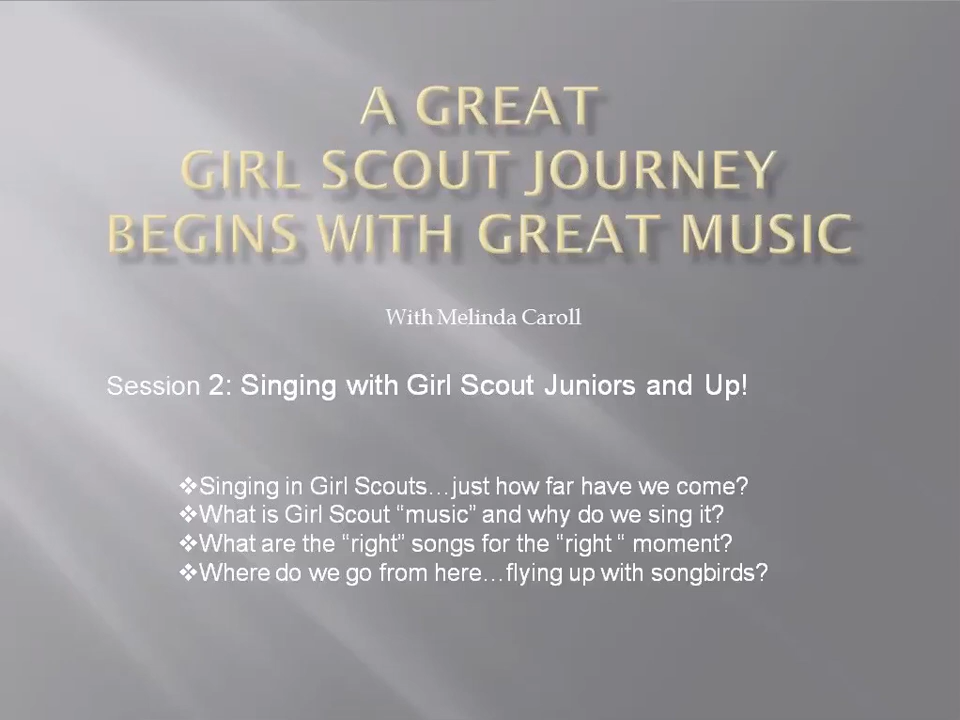 A GREAT
GIRL SCOUT JOURNEY
BEGINS WITH GREAT MUSIC
With Melinda Caroll
Session 2: Singing with Girl Scout Juniors and Up!
❖Singing in Girl Scouts…just how far have we come?
❖What is Girl Scout “music” and why do we sing it?
❖What are the “right” songs for the “right “ moment?
❖Where do we go from here…flying up with songbirds?